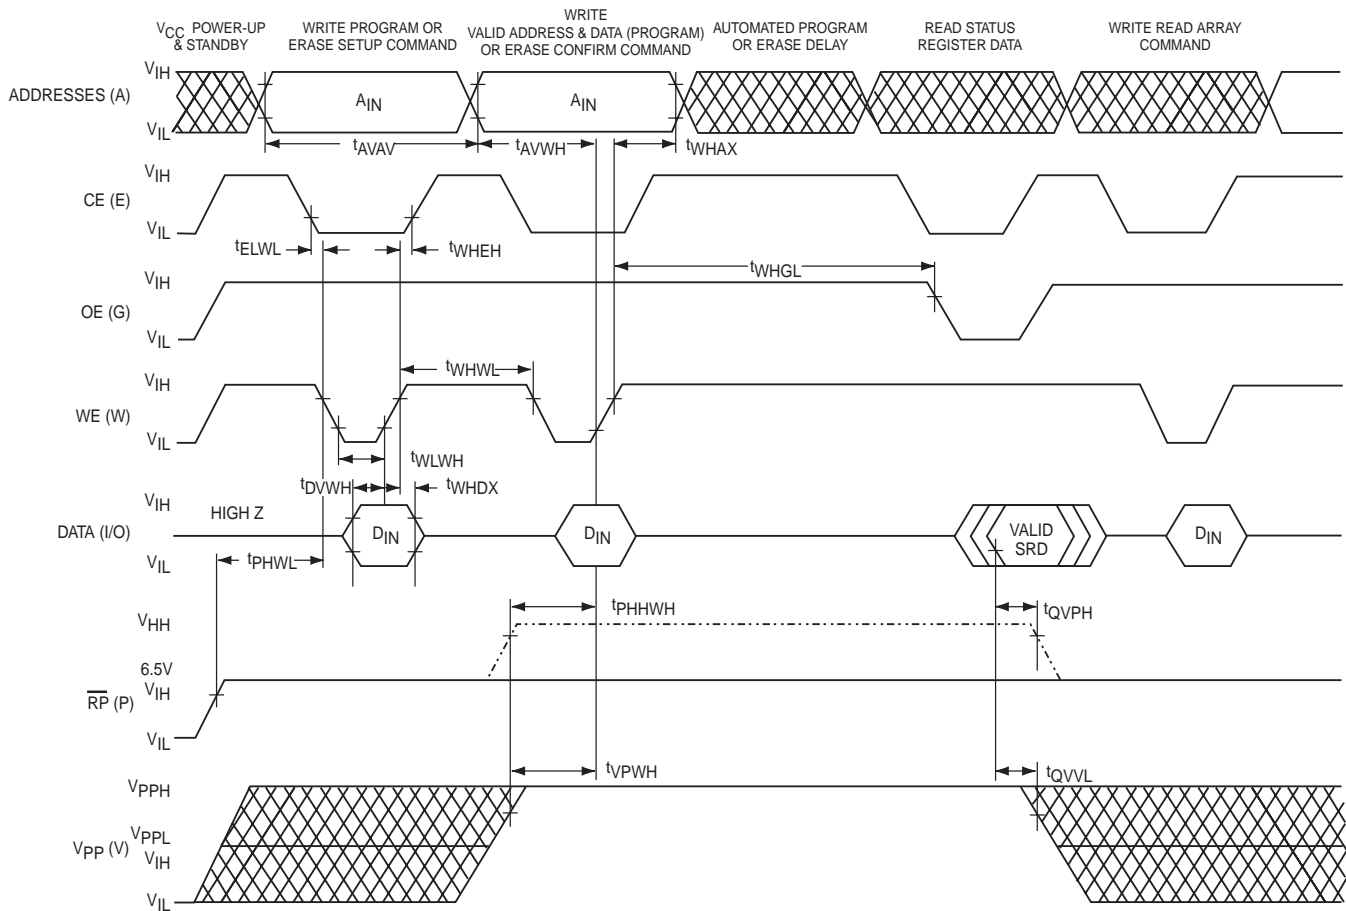 VCC POWER-UP
& STANDBY
WRITE PROGRAM OR
ERASE SETUP COMMAND
WRITE
VALID ADDRESS & DATA (PROGRAM)
OR ERASE CONFIRM COMMAND
AUTOMATED PROGRAM
OR ERASE DELAY
READ STATUS
REGISTER DATA
WRITE READ ARRAY
COMMAND
VIH
ADDRESSES (A)
AIN
AIN
VIL
tAVAV
tAVWH
tWHAX
VIH
CE (E)
VIL
tELWL
tWHEH
tWHGL
VIH
OE (G)
VIL
tWHWL
VIH
WE (W)
VIL
tWLWH
tDVWH
tWHDX
VIH
HIGH Z
DATA (I/O)
DIN
DIN
VALID
SRD
DIN
VIL
tPHWL
tPHHWH
tQVPH
VHH
6.5V
VIH
RP (P)
VIL
tVPWH
tQVVL
VPPH
VPPL
VPP (V)
VIH
VIL